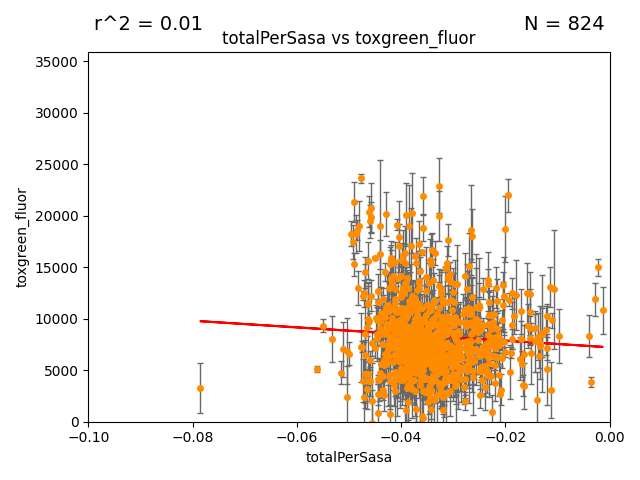 r^2 = 0.01
N = 824
totalPerSasa vs toxgreen_fluor
35000
30000
25000
20000
15000
10000
5000
0
toxgreen_fluor
−0.10
−0.08
−0.06
−0.04
−0.02
0.00
totalPerSasa